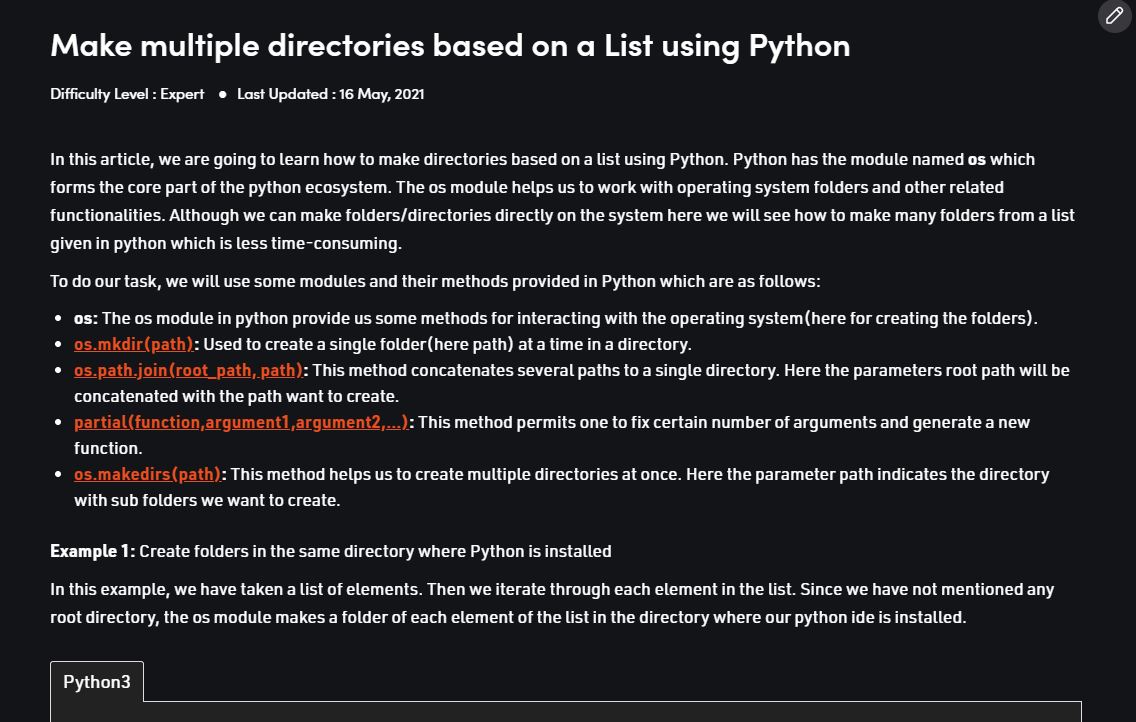 Make multiple directories based on a List using Python
Difficulty Level : Expert ● Last Updated : 16 May, 2021
In this article, we are going to learn how to make directories based on a list using Python. Python has the module named os which
forms the core part of the python ecosystem. The os module helps us to work with operating system folders and other related
functionalities. Although we can make folders/directories directly on the system here we will see how to make many folders from a list
given in python which is less time-consuming.
To do our task, we will use some modules and their methods provided in Python which are as follows:
• os: The os module in python provide us some methods for interacting with the operating system(here for creating the folders).
• os.mkdir(path): Used to create a single folder(here path) at a time in a directory.
• os.path.join(root_path, path): This method concatenates several paths to a single directory. Here the parameters root path will be
concatenated with the path want to create.
• partial(function,argument1,argument2,...): This method permits one to fix certain number of arguments and generate a new
function.
• os.makedirs(path): This method helps us to create multiple directories at once. Here the parameter path indicates the directory
with sub folders we want to create.
Example 1: Create folders in the same directory where Python is installed
In this example, we have taken a list of elements. Then we iterate through each element in the list. Since we have not mentioned any
root directory, the os module makes a folder of each element of the list in the directory where our python ide is installed.
Python3